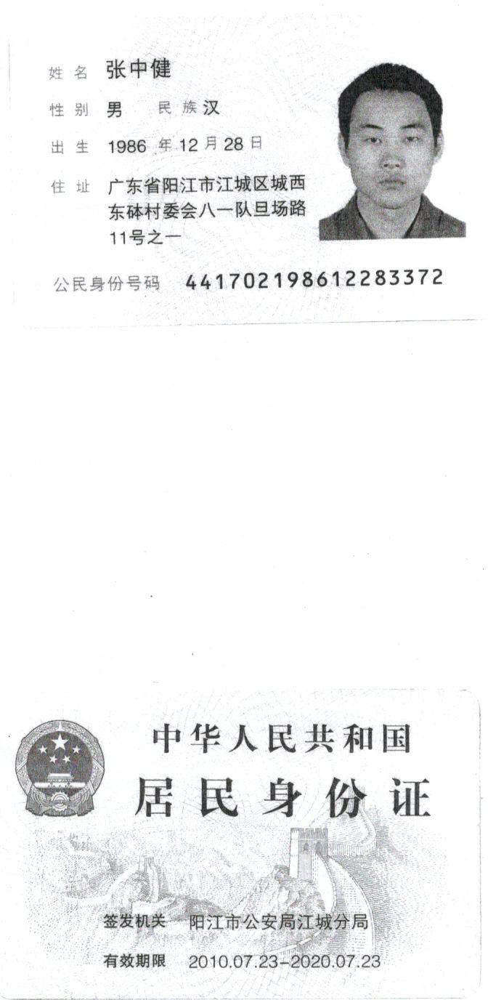 姓名 张中健
性别 男 民族 汉
出生 1986 年 12 月 28 日
住址 广东省阳江市江城区城西
东砵村委会八一队旦场路
11号之一
公民身份号码 441702198612283372
中华人民共和国
居民身份证
签发机关 阳江市公安局江城分局
有效期限 2010.07.23-2020.07.23